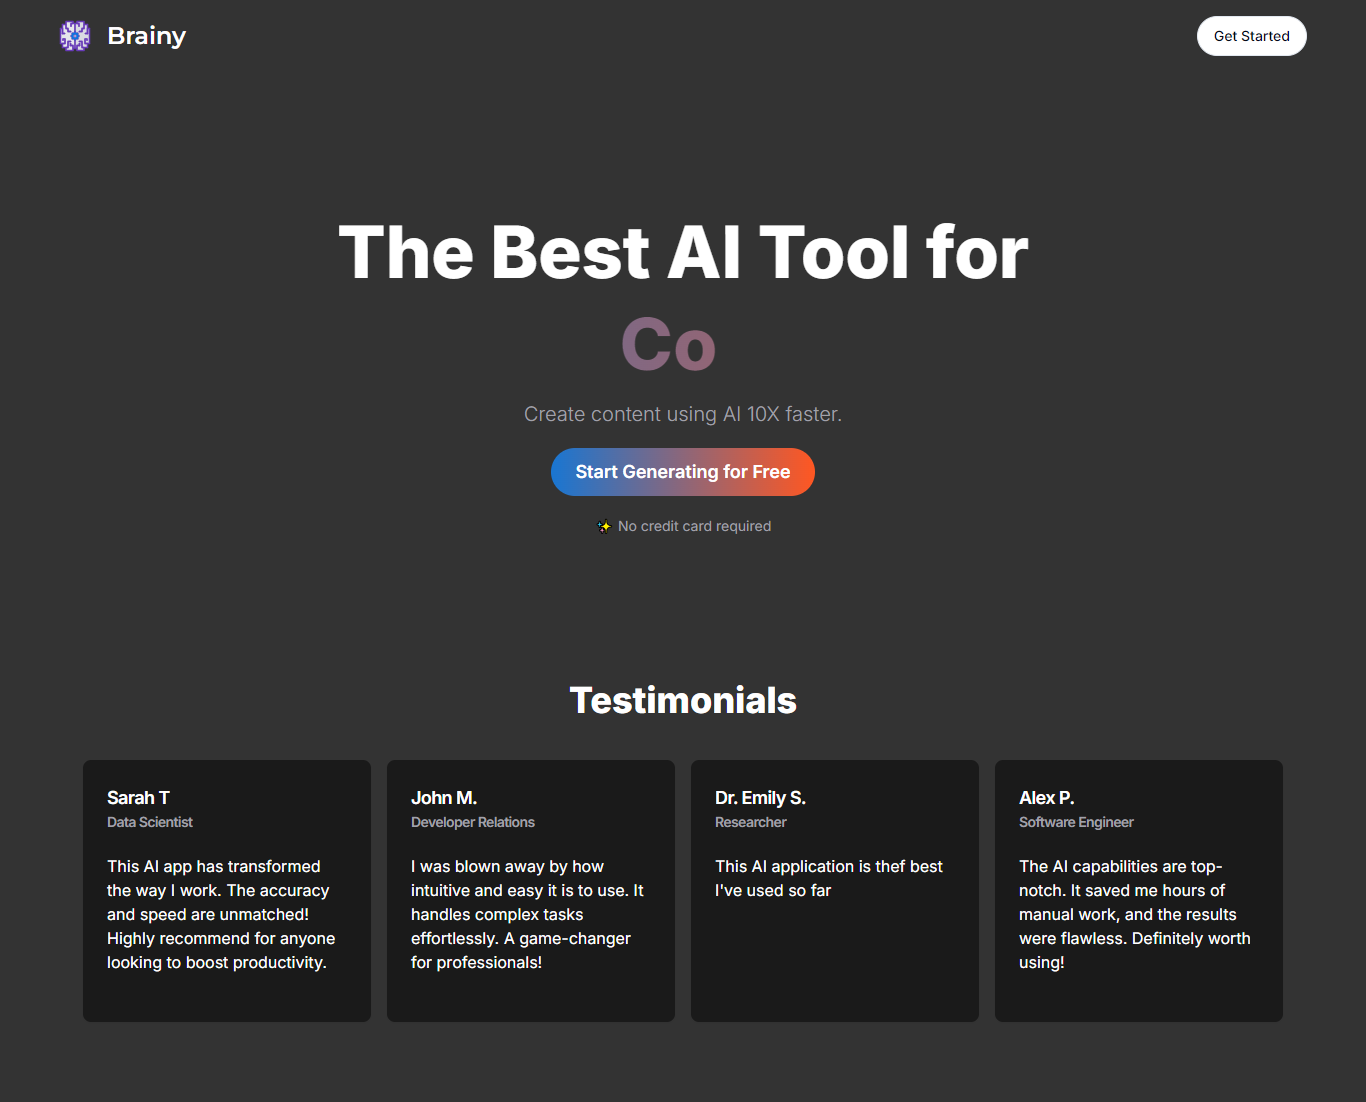 Brainy
Get Started
The Best AI Tool for
Co
Create content using AI 10X faster.
Start Generating for Free
✨ No credit card required
Testimonials
Sarah T
Data Scientist
This AI app has transformed
the way I work. The accuracy
and speed are unmatched!
Highly recommend for anyone
looking to boost productivity.
John M.
Developer Relations
I was blown away by how
intuitive and easy it is to use. It
handles complex tasks
effortlessly. A game-changer
for professionals!
Dr. Emily S.
Researcher
This AI application is thef best
I've used so far
Alex P.
Software Engineer
The AI capabilities are top-
notch. It saved me hours of
manual work, and the results
were flawless. Definitely worth
using!